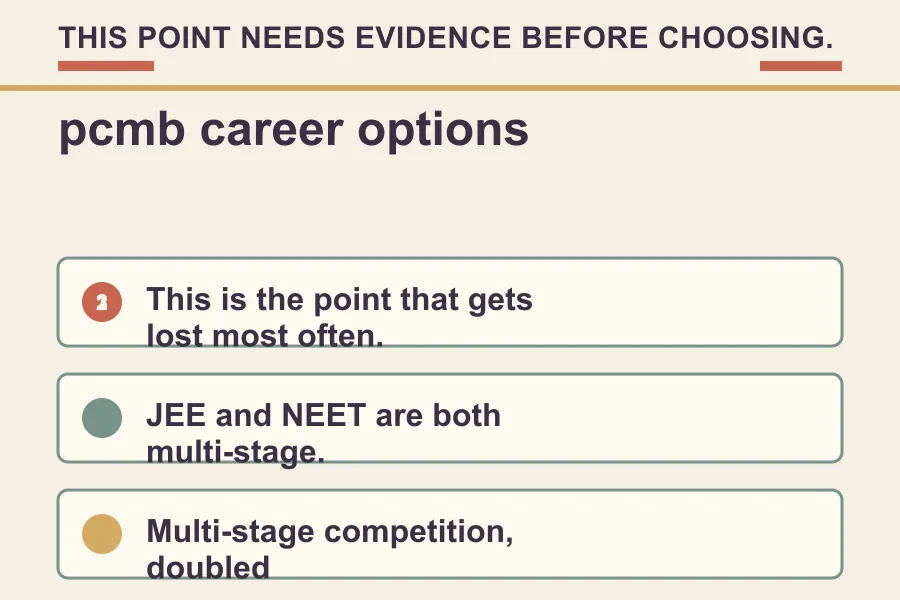 THIS POINT NEEDS EVIDENCE BEFORE CHOOSING.
pcmb career options
This is the point that gets
lost most often.
JEE and NEET are both
multi-stage.
Multi-stage competition,
doubled